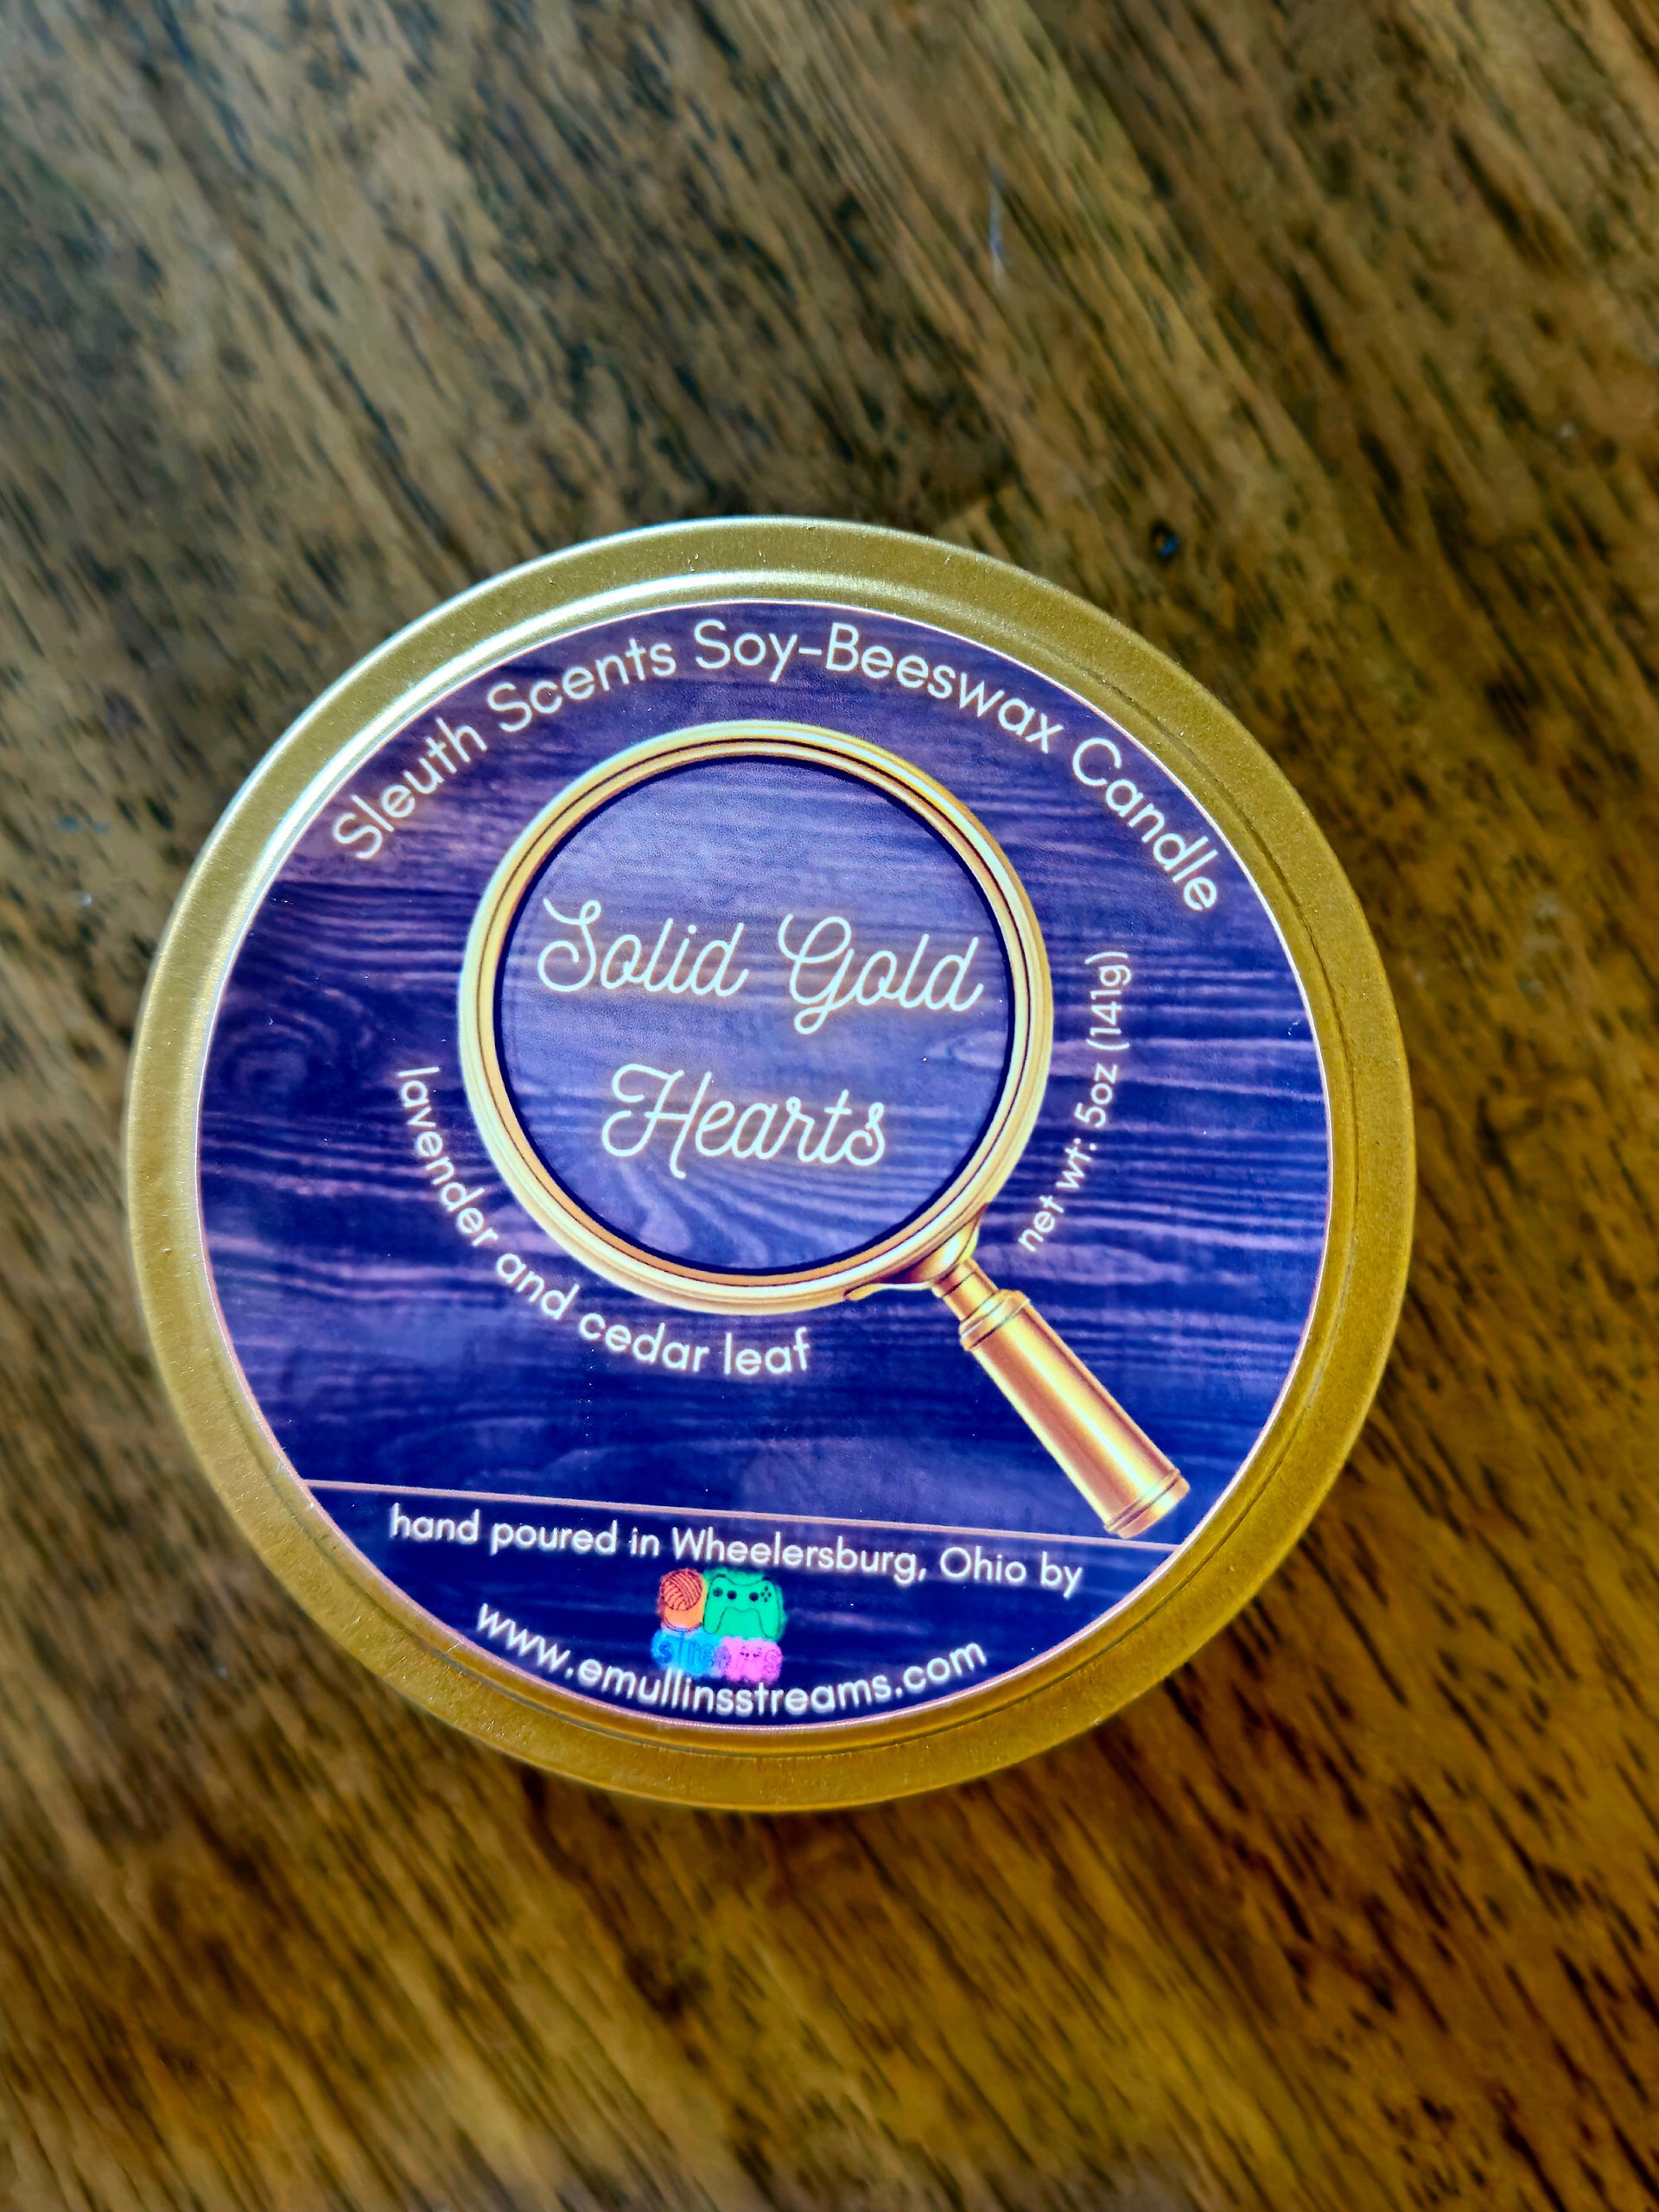 Sleuth Scents Soy-Beeswax Candle
Solid Gold
Hearts
net wt: 5oz (141g)
lavender and cedar leaf
hand poured in Wheelersburg, Ohio by
streams
www.emullinsstreams.com